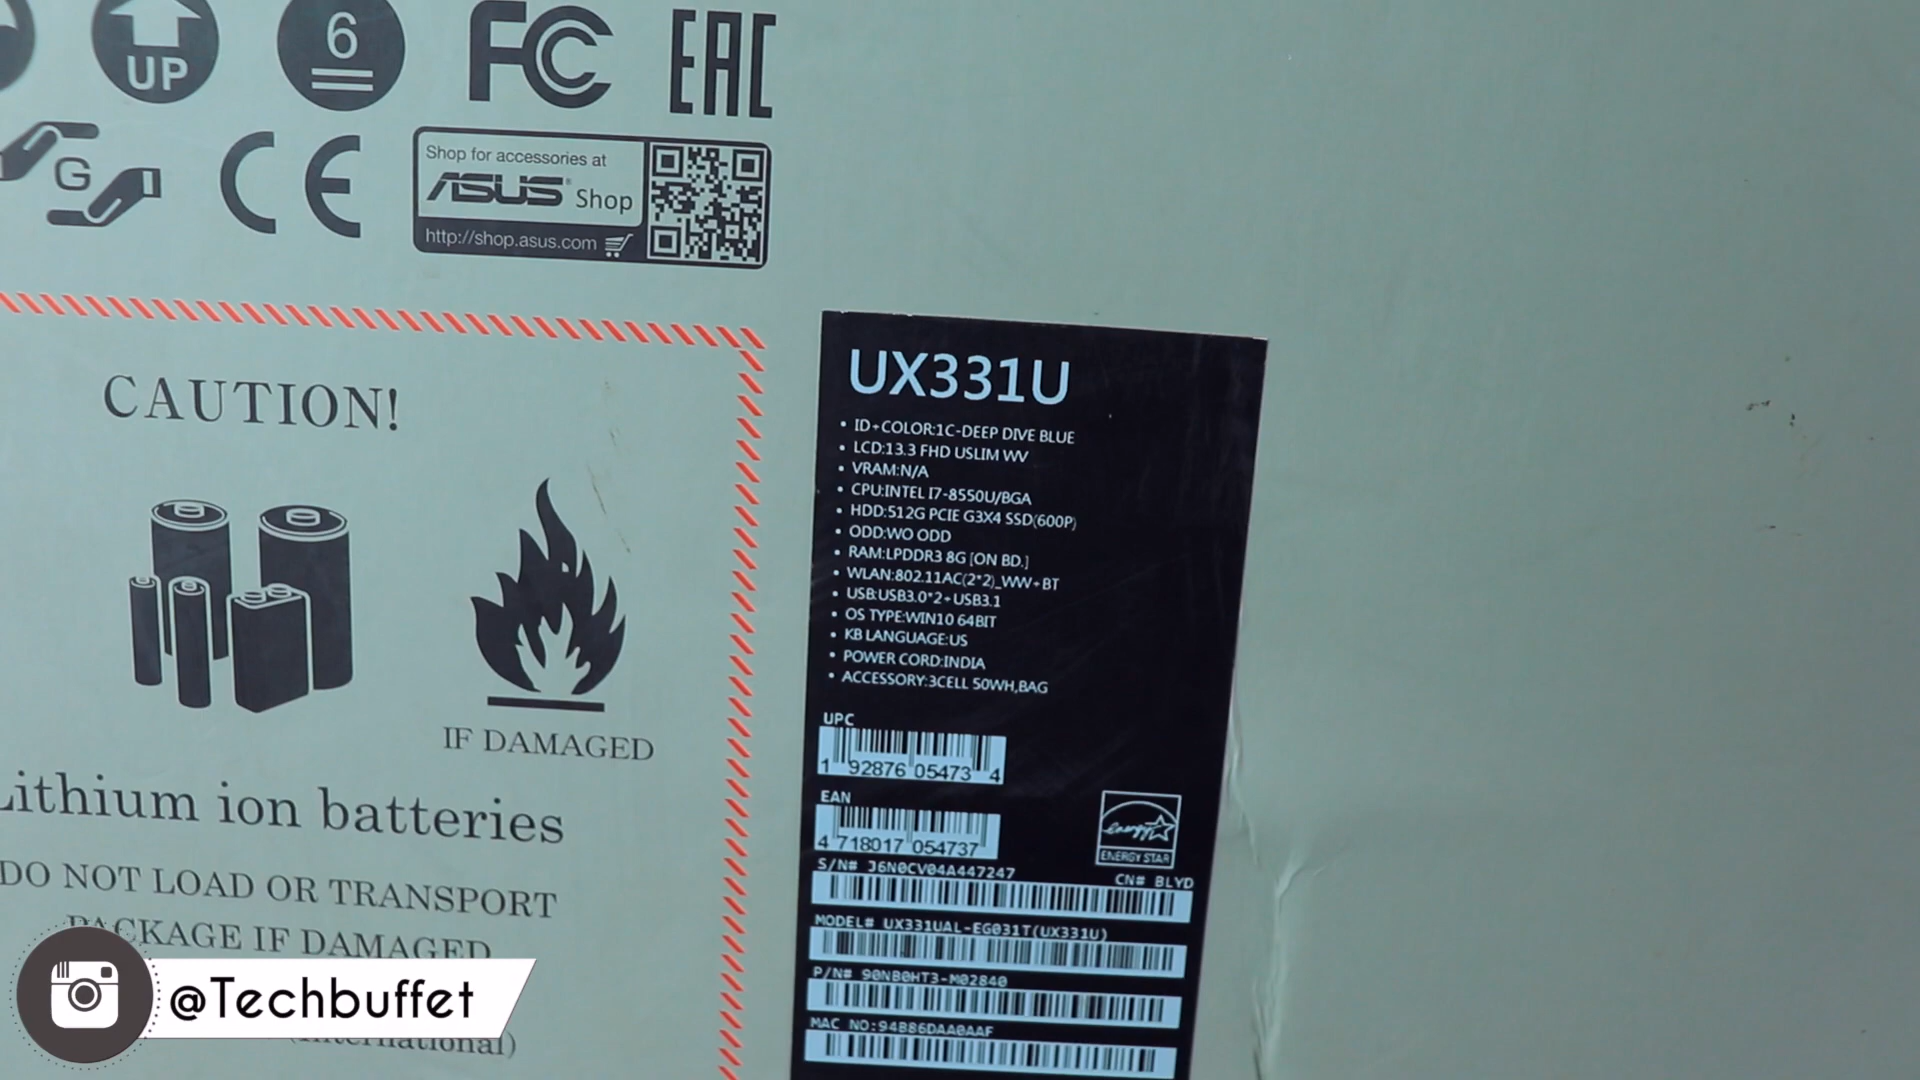 UP
6
FC
EAC
G
CE
Shop for accessories at
ASUS Shop
http://shop.asus.com
CAUTION!
IF DAMAGED
Lithium ion batteries
DO NOT LOAD OR TRANSPORT
PACKAGE IF DAMAGED
(International)
@Techbuffet
UX331U
• ID+COLOR:1C-DEEP DIVE BLUE
• LCD:13.3 FHD USLIM WV
• VRAM:N/A
• CPU:INTEL I7-8550U/BGA
• HDD:512G PCIE G3X4 SSD(600P)
• ODD:WO ODD
• RAM:LPDDR3 8G [ON BD.]
• WLAN:802.11AC(2*2)_WW+BT
• USB:USB3.0*2+USB3.1
• OS TYPE:WIN10 64BIT
• KB LANGUAGE:US
• POWER CORD:INDIA
• ACCESSORY:3CELL 50WH,BAG
UPC
1 92876 05473 4
EAN
4 718017 054737
energy
ENERGY STAR
S/N# J6N0CV04A447247
CN# BLYD
MODEL# UX331UAL-EG031T(UX331U)
P/N# 90NB0HT3-M02840
MAC NO:94B86DAA0AAF